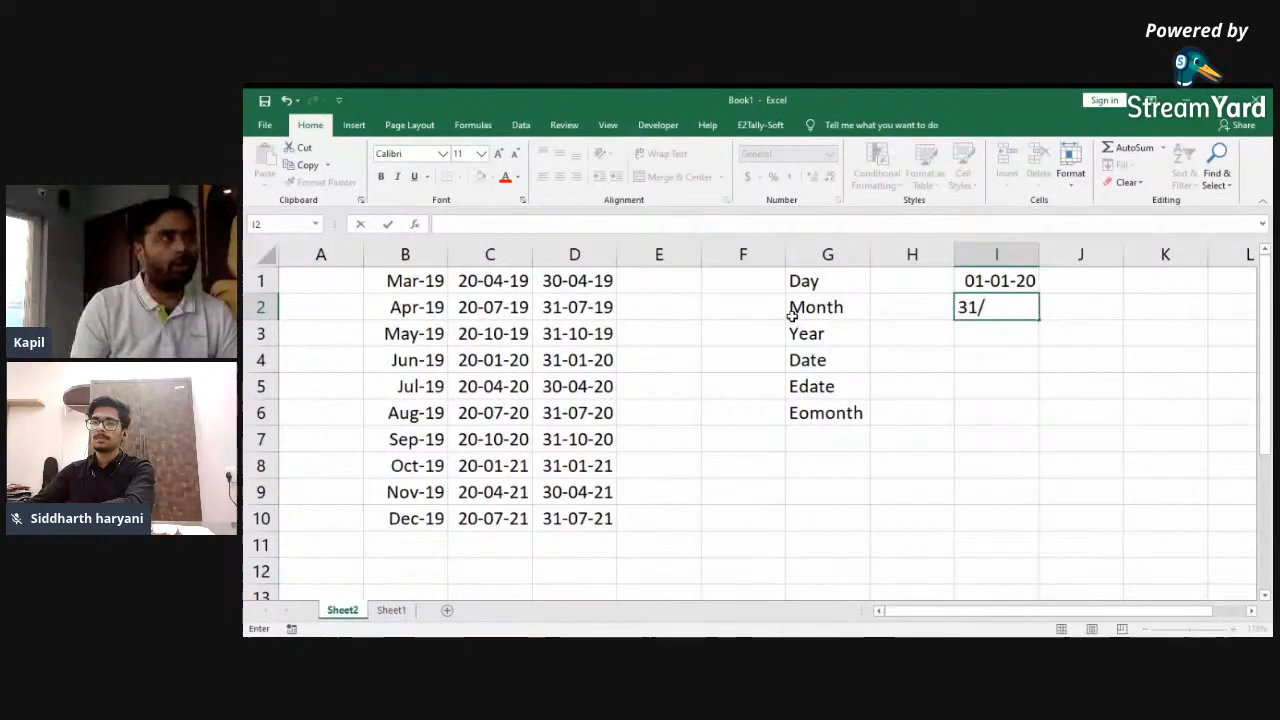 Powered by
StreamYard
Book1 - Excel
Sign in
File Home Insert Page Layout Formulas Data Review View Developer Help EZTally-Soft Tell me what you want to do Share
Paste Cut Copy Format Painter Clipboard
Calibri 11 A A B I U A Font
Wrap Text Merge & Center Alignment
General $ % Number
Conditional Formatting Format as Table Cell Styles Styles
Insert Delete Format Cells
AutoSum Fill Clear Sort & Filter Find & Select Editing
I2 fx
A B C D E F G H I J K L
1 Mar-19 20-04-19 30-04-19 Day 01-01-20
2 Apr-19 20-07-19 31-07-19 Month 31/
3 May-19 20-10-19 31-10-19 Year
4 Jun-19 20-01-20 31-01-20 Date
5 Jul-19 20-04-20 30-04-20 Edate
6 Aug-19 20-07-20 31-07-20 Eomonth
7 Sep-19 20-10-20 31-10-20
8 Oct-19 20-01-21 31-01-21
9 Nov-19 20-04-21 30-04-21
10 Dec-19 20-07-21 31-07-21
11
12
13
Sheet2 Sheet1
Enter 178%
Kapil
Siddharth haryani